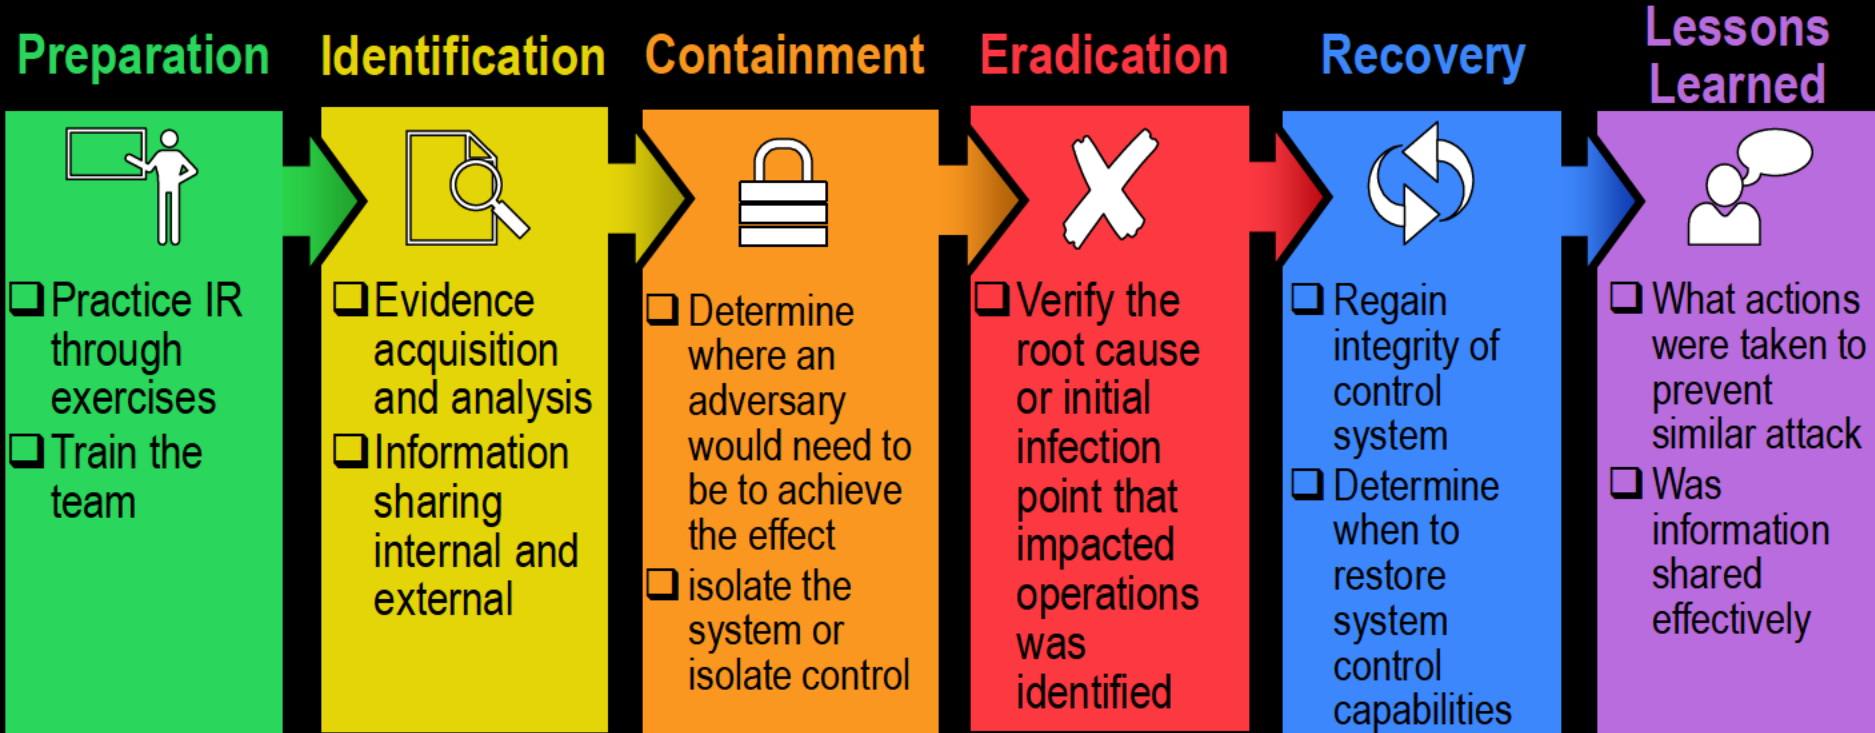 Preparation
❑ Practice IR
through
exercises
❑ Train the
team
Identification
❑ Evidence
acquisition
and analysis
❑ Information
sharing
internal and
external
Containment
❑ Determine
where an
adversary
would need to
be to achieve
the effect
❑ isolate the
system or
isolate control
Eradication
❑ Verify the
root cause
or initial
infection
point that
impacted
operations
was
identified
Recovery
❑ Regain
integrity of
control
system
❑ Determine
when to
restore
system
control
capabilities
Lessons
Learned
❑ What actions
were taken to
prevent
similar attack
❑ Was
information
shared
effectively